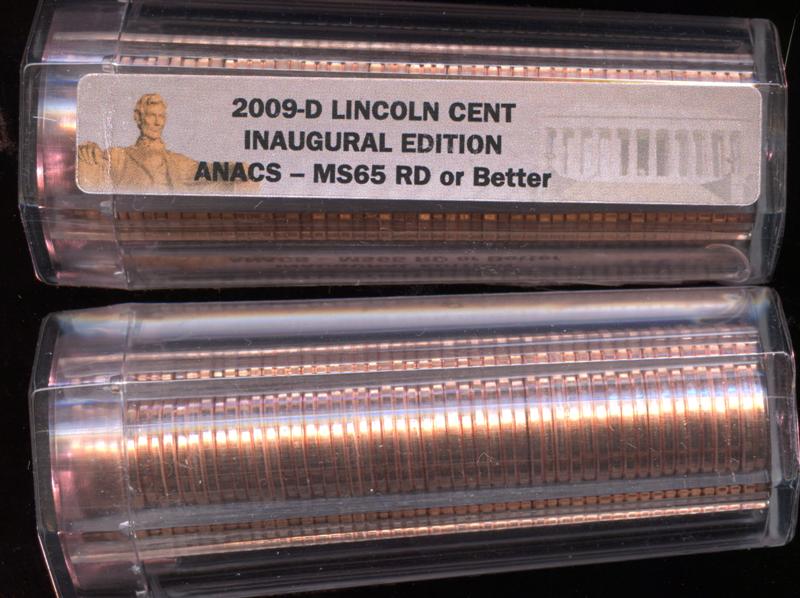 2009-D LINCOLN CENT
INAUGURAL EDITION
ANACS – MS65 RD or Better